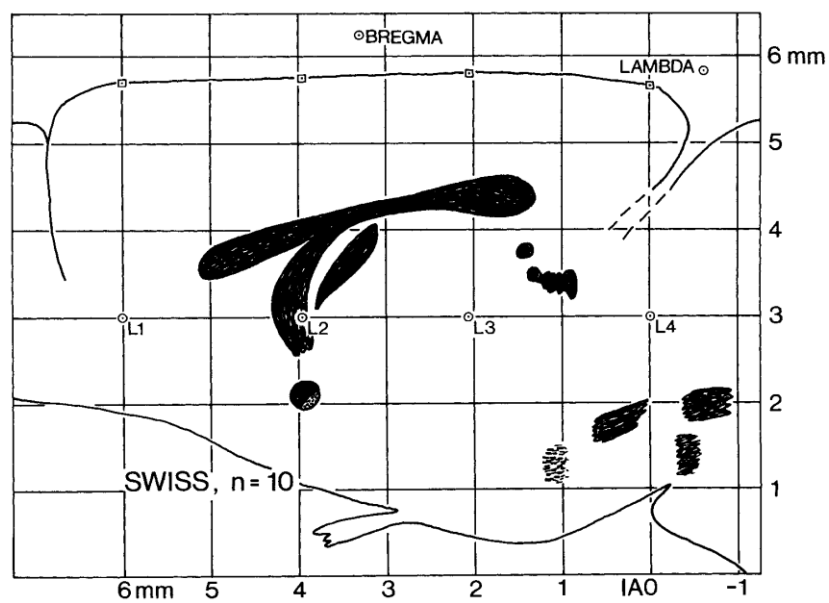 BREGMA
6 mm
LAMBDA
5
4
L1
L2
L3
L4
3
2
SWISS, n = 10
1
6 mm
5
4
3
2
1
IA0
-1